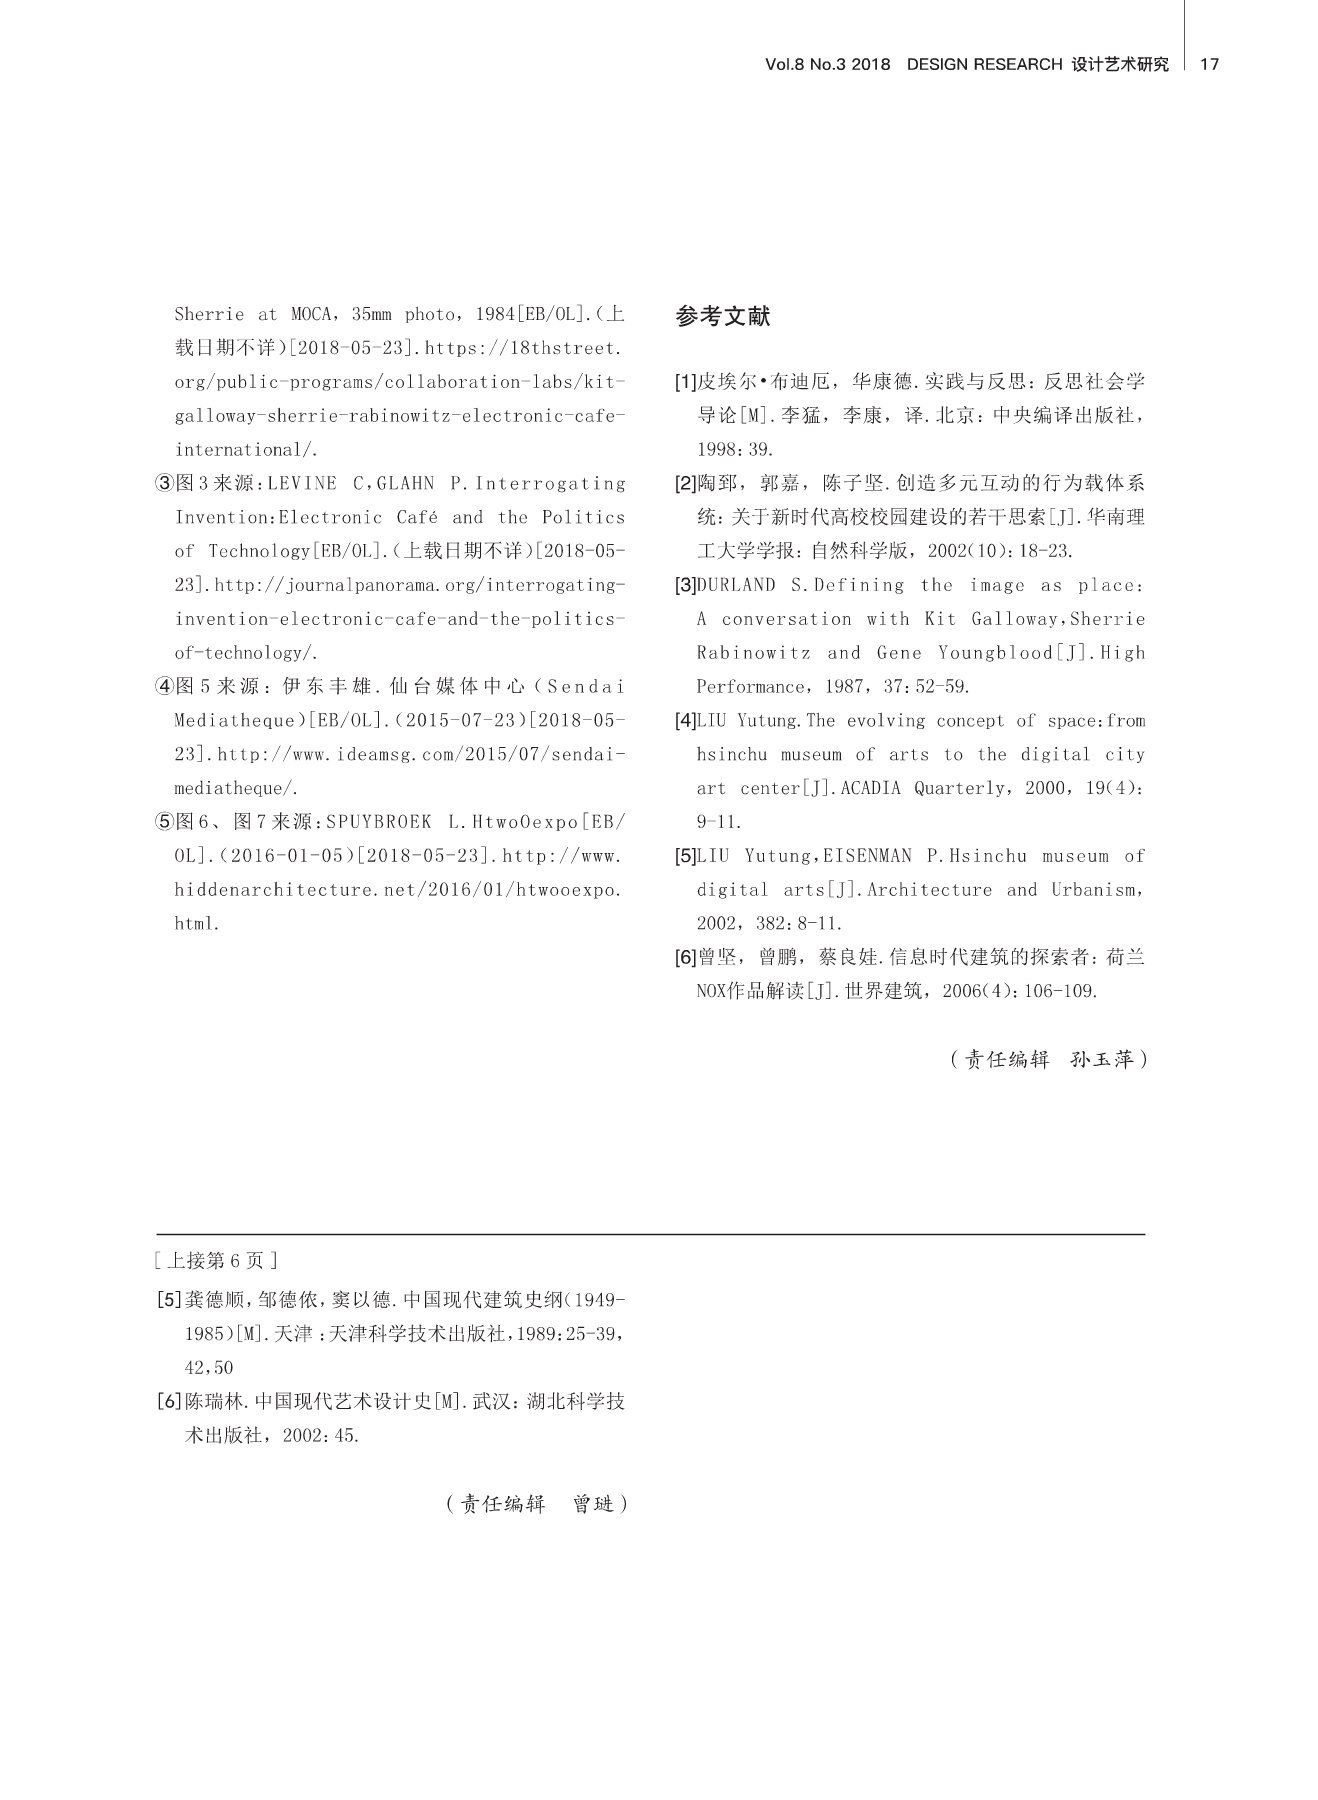 Vol.8 No.3 2018 DESIGN RESEARCH 设计艺术研究 17
Sherrie at MOCA, 35mm photo, 1984[EB/OL].(上
载日期不详)[2018-05-23].https://18thstreet.
org/public-programs/collaboration-labs/kit-
galloway-sherrie-rabinowitz-electronic-cafe-
international/.
③图3来源:LEVINE C,GLAHN P.Interrogating
Invention:Electronic Café and the Politics
of Technology[EB/OL].(上载日期不详)[2018-05-
23].http://journalpanorama.org/interrogating-
invention-electronic-cafe-and-the-politics-
of-technology/.
④图5来源: 伊东丰雄.仙台媒体中心(Sendai
Mediatheque)[EB/OL].(2015-07-23)[2018-05-
23].http://www.ideamsg.com/2015/07/sendai-
mediatheque/.
⑤图6、图7来源:SPUYBROEK L.HtwoOexpo[EB/
OL].(2016-01-05)[2018-05-23].http://www.
hiddenarchitecture.net/2016/01/htwooexpo.
html.
参考文献
[1]皮埃尔•布迪厄, 华康德.实践与反思: 反思社会学
导论[M].李猛, 李康, 译.北京: 中央编译出版社,
1998:39.
[2]陶郅, 郭嘉, 陈子坚.创造多元互动的行为载体系
统: 关于新时代高校校园建设的若干思索[J].华南理
工大学学报: 自然科学版, 2002(10):18-23.
[3]DURLAND S.Defining the image as place:
A conversation with Kit Galloway,Sherrie
Rabinowitz and Gene Youngblood[J].High
Performance, 1987, 37:52-59.
[4]LIU Yutung.The evolving concept of space:from
hsinchu museum of arts to the digital city
art center[J].ACADIA Quarterly, 2000, 19(4):
9-11.
[5]LIU Yutung,EISENMAN P.Hsinchu museum of
digital arts[J].Architecture and Urbanism,
2002, 382:8-11.
[6]曾坚, 曾鹏, 蔡良娃.信息时代建筑的探索者: 荷兰
NOX作品解读[J].世界建筑, 2006(4):106-109.
(责任编辑 孙玉萍)
[ 上接第 6 页 ]
[5]龚德顺,邹德侬,窦以德.中国现代建筑史纲(1949-
1985)[M].天津:天津科学技术出版社,1989:25-39,
42,50
[6]陈瑞林.中国现代艺术设计史[M].武汉: 湖北科学技
术出版社, 2002:45.
(责任编辑 曾琎)